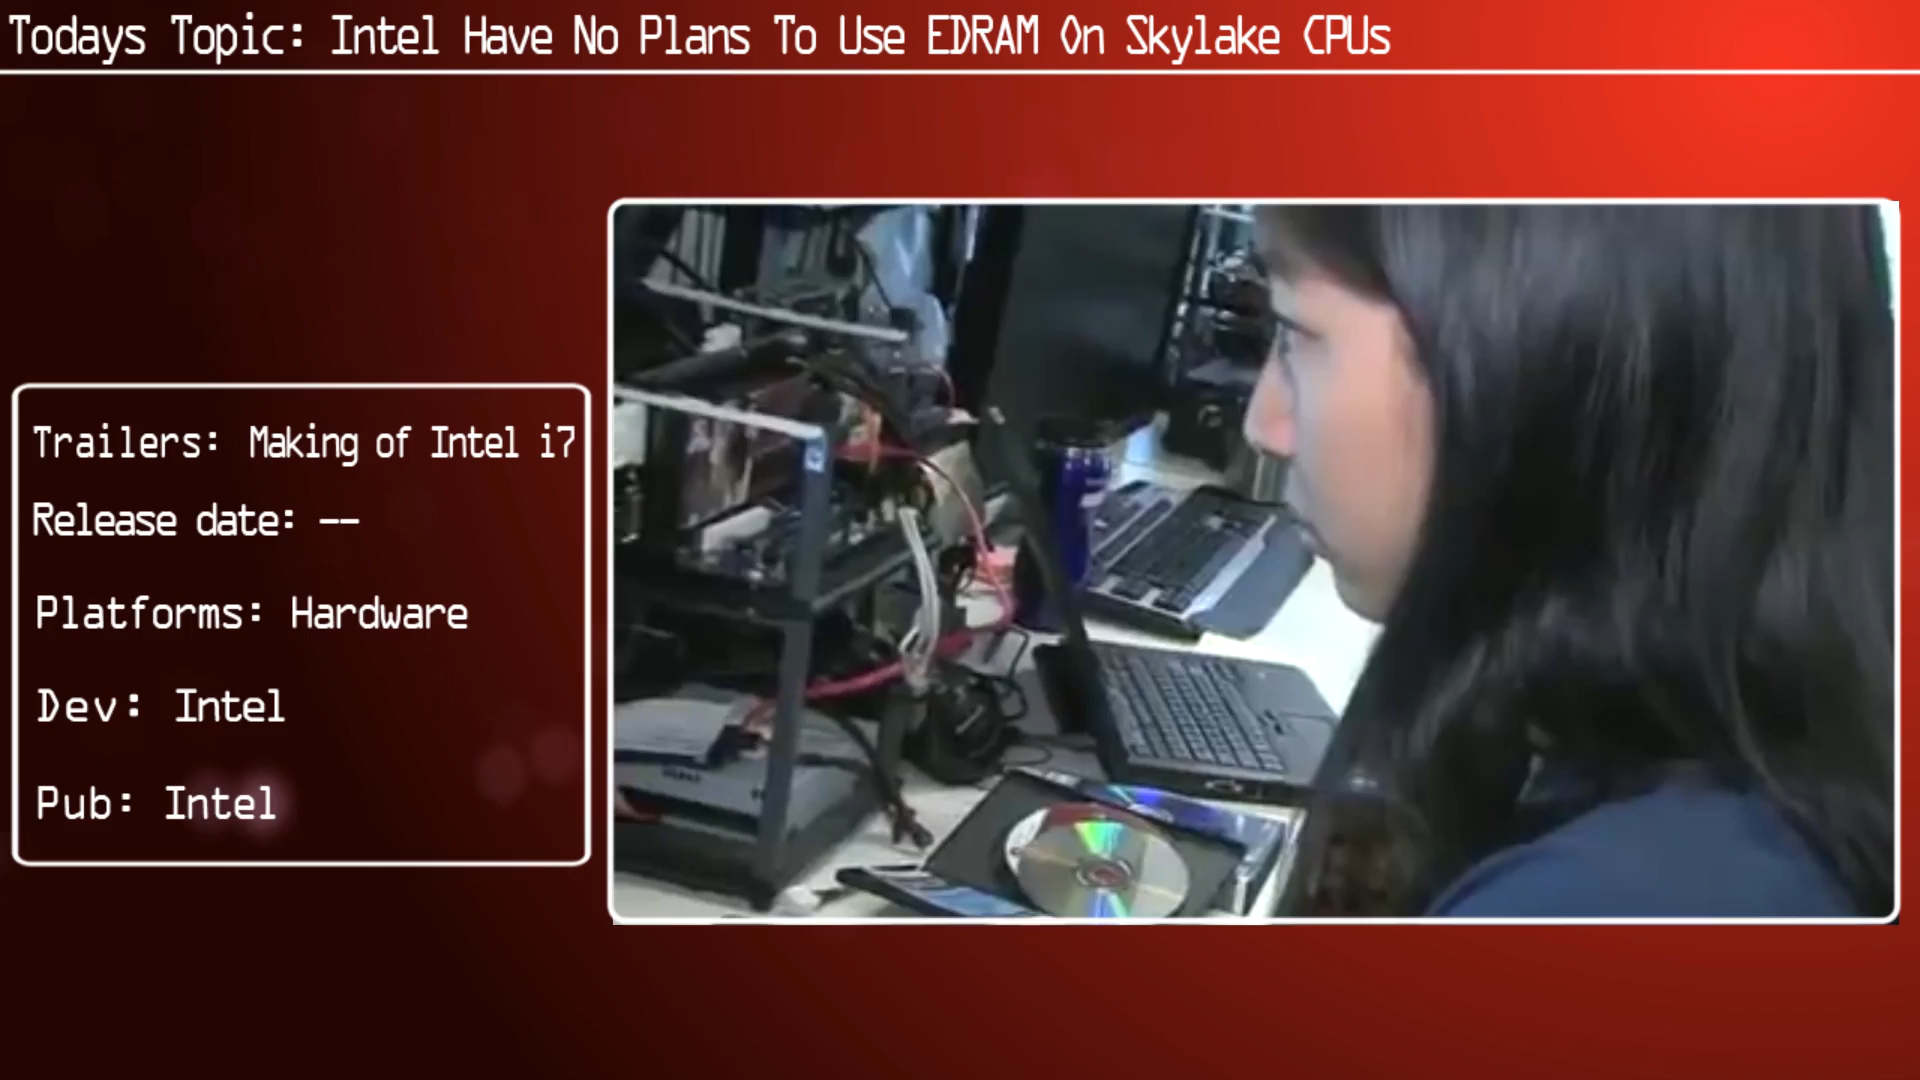 Todays Topic: Intel Have No Plans To Use EDRAM On Skylake CPUs
Trailers: Making of Intel i7
Release date: --
Platforms: Hardware
Dev: Intel
Pub: Intel